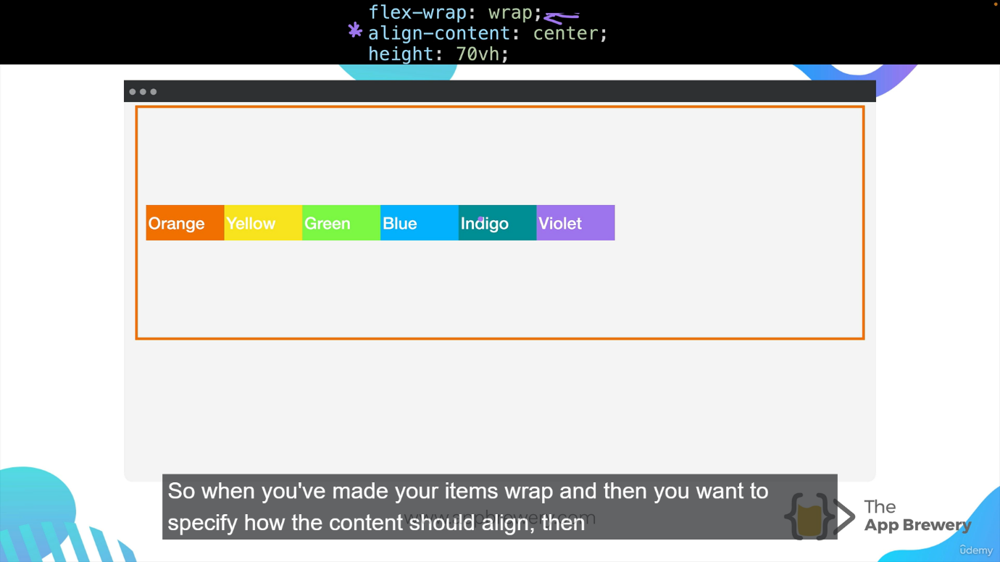 flex-wrap: wrap;
* align-content: center;
height: 70vh;
Orange Yellow Green Blue Indigo Violet
So when you've made your items wrap and then you want to
specify how the content should align, then
www.appbrewery.com
The
App Brewery
ûdemy